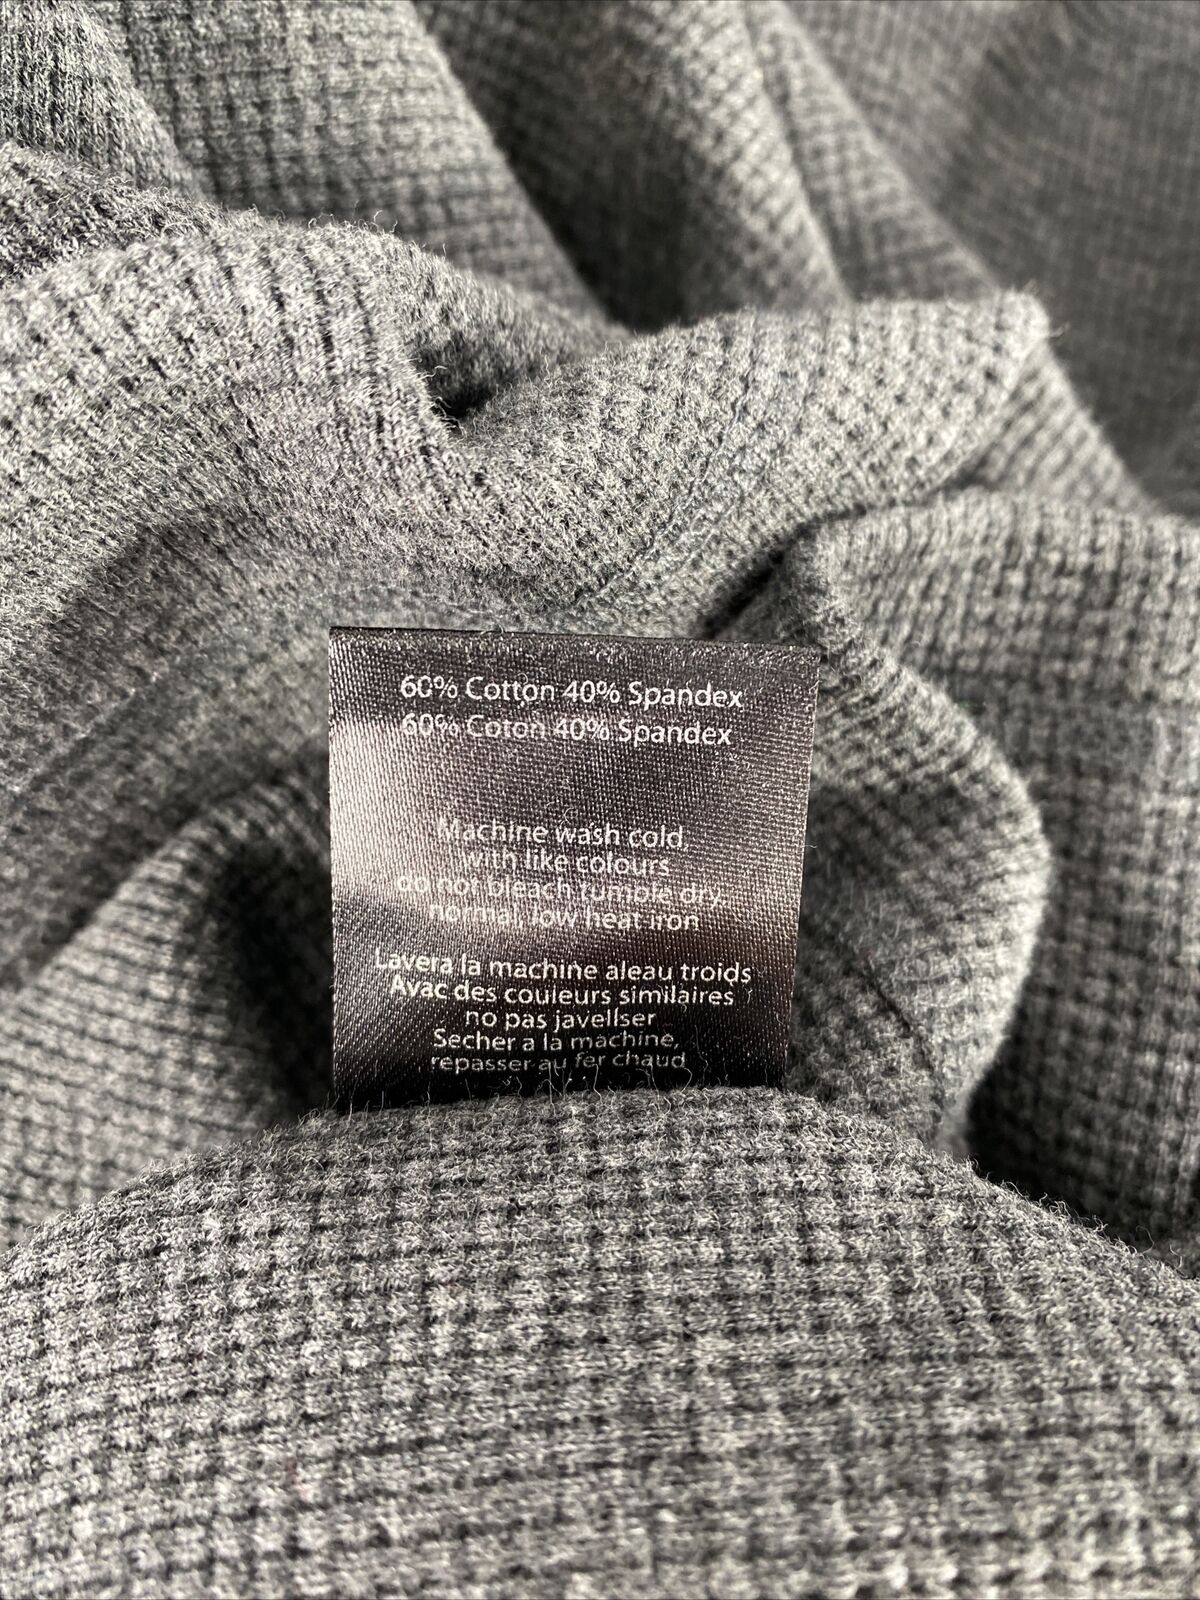 60% Cotton 40% Spandex
60% Coton 40% Spandex
Machine wash cold,
with like colours
do not bleach tumble dry,
normal, low heat iron
Lavera la machine aleau troids
Avac des couleurs similaires
no pas javellser
Secher a la machine,
repasser au fer chaud